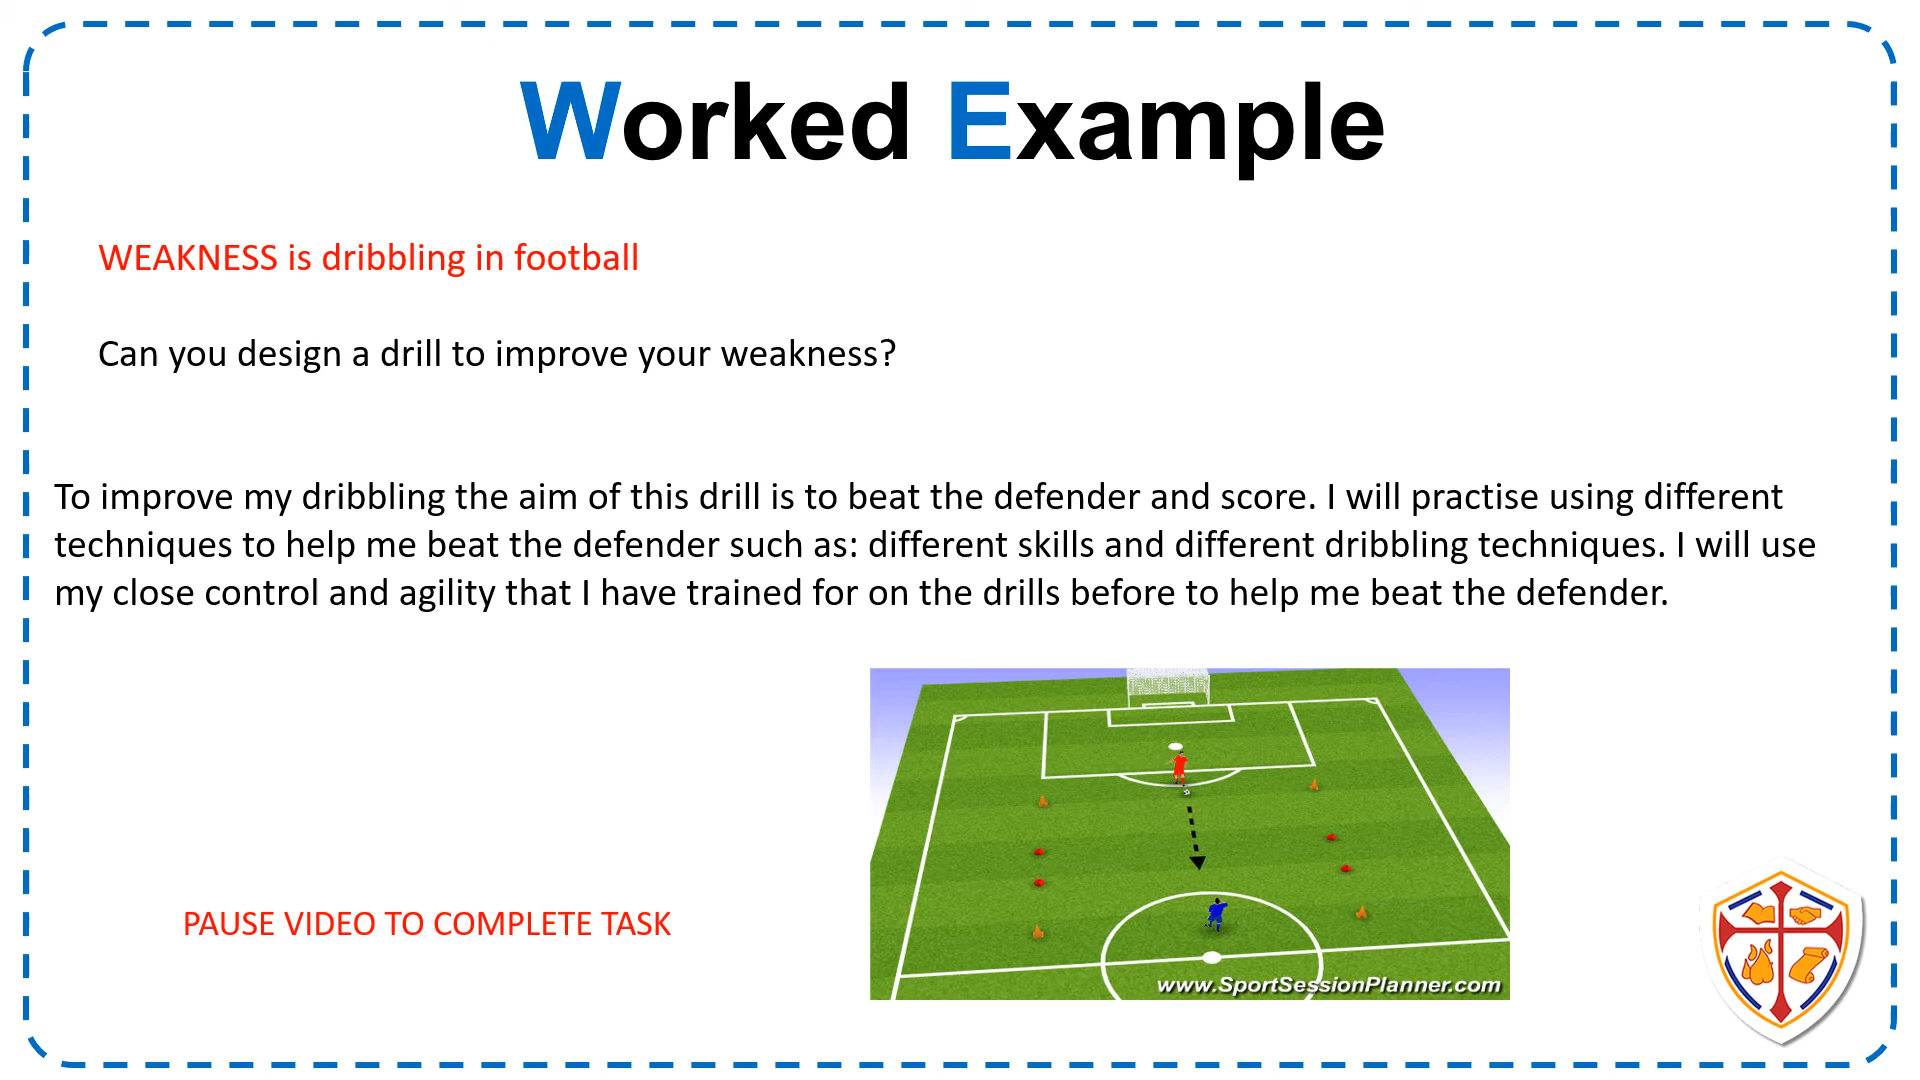 Worked Example
WEAKNESS is dribbling in football
Can you design a drill to improve your weakness?
To improve my dribbling the aim of this drill is to beat the defender and score. I will practise using different
techniques to help me beat the defender such as: different skills and different dribbling techniques. I will use
my close control and agility that I have trained for on the drills before to help me beat the defender.
PAUSE VIDEO TO COMPLETE TASK
www.SportSessionPlanner.com